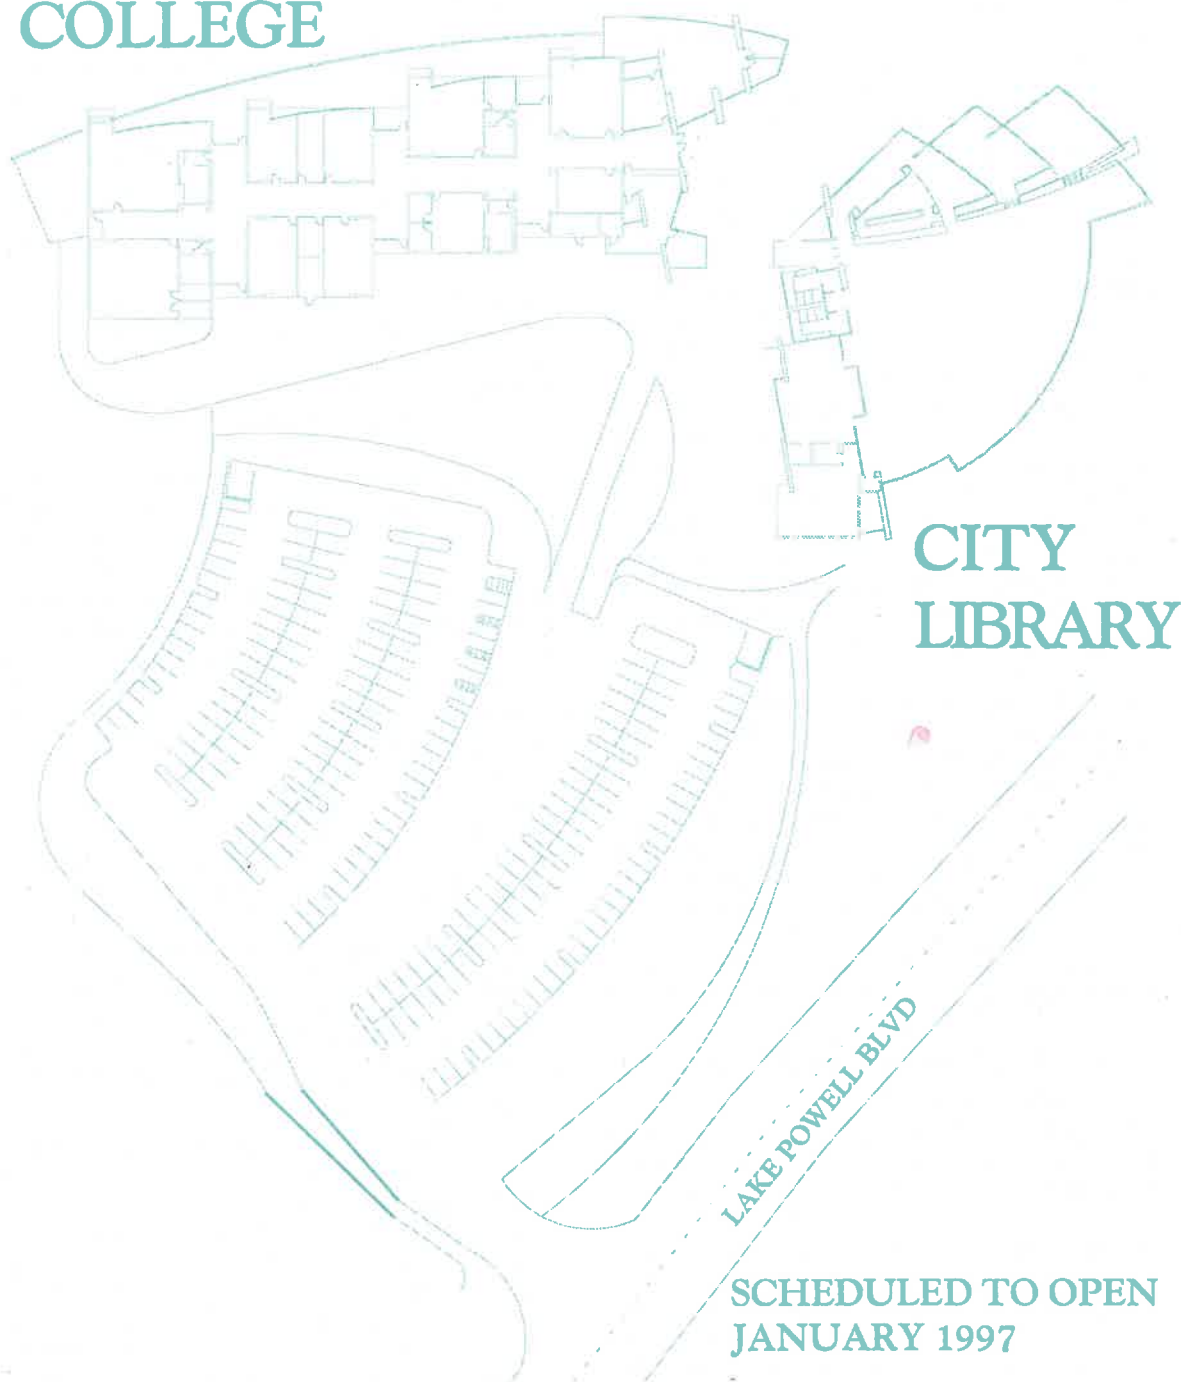 COLLEGE
CITY
LIBRARY
LAKE POWELL BLVD
SCHEDULED TO OPEN
JANUARY 1997